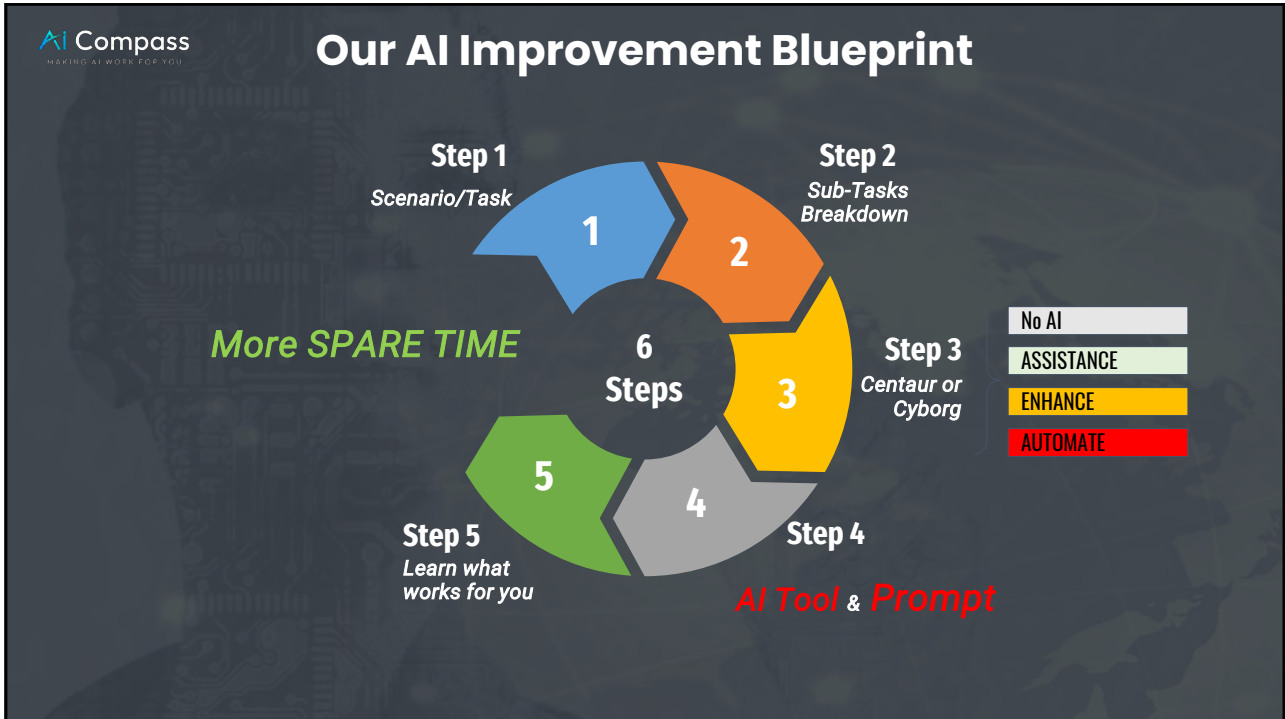 Ai Compass
MAKING AI WORK FOR YOU
Our AI Improvement Blueprint
Step 1
Scenario/Task
1
Step 2
Sub-Tasks
Breakdown
2
Step 3
Centaur or
Cyborg
3
No AI
ASSISTANCE
ENHANCE
AUTOMATE
6
Steps
More SPARE TIME
4
Step 4
AI Tool & Prompt
5
Step 5
Learn what
works for you